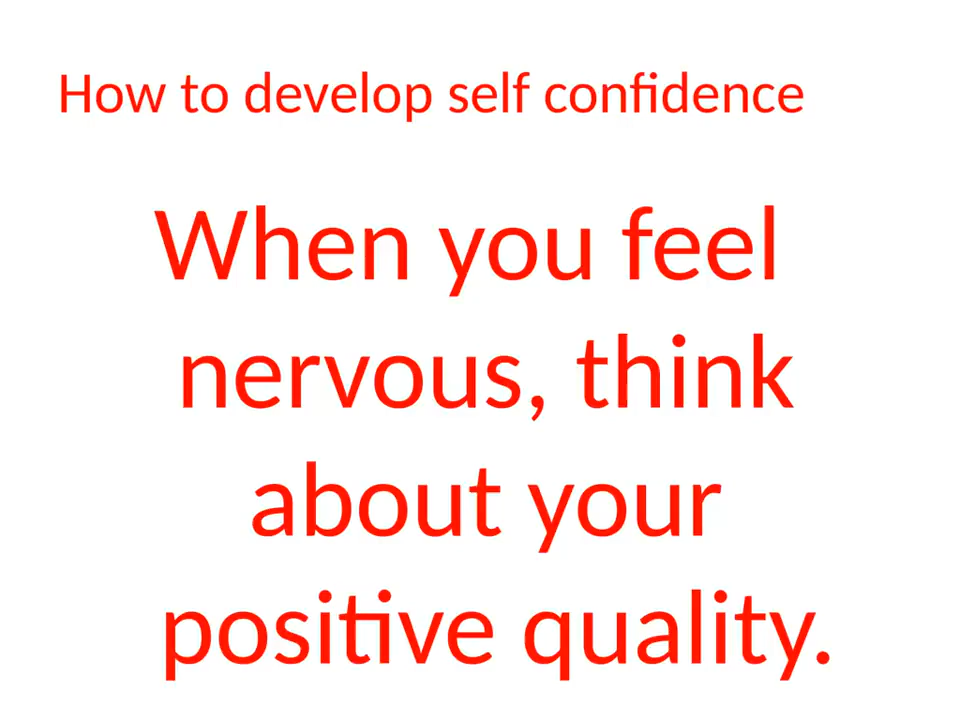 How to develop self confidence
When you feel
nervous, think
about your
positive quality.